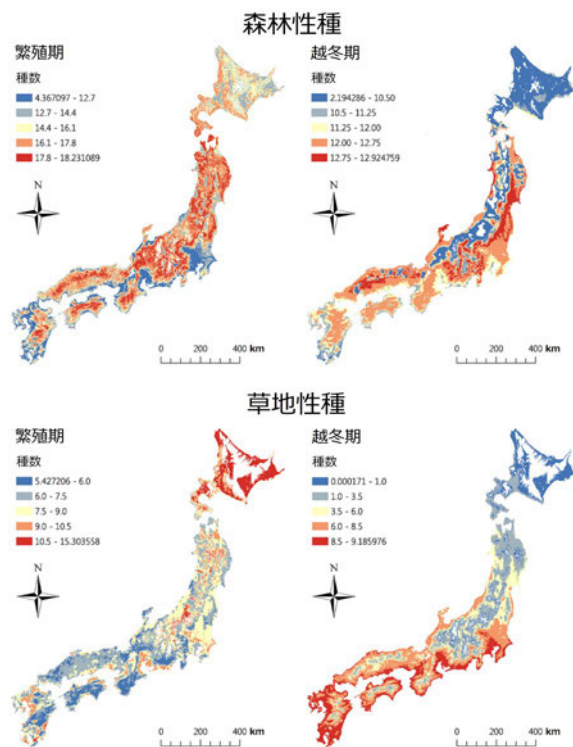 森林性種
繁殖期
種数
4.367097 - 12.7
12.7 - 14.4
14.4 - 16.1
16.1 - 17.8
17.8 - 18.231089
N
0 200 400 km
越冬期
種数
2.194286 - 10.50
10.5 - 11.25
11.25 - 12.00
12.00 - 12.75
12.75 - 12.924759
N
0 200 400 km
草地性種
繁殖期
種数
5.427206 - 6.0
6.0 - 7.5
7.5 - 9.0
9.0 - 10.5
10.5 - 15.303558
N
0 200 400 km
越冬期
種数
0.000171 - 1.0
1.0 - 3.5
3.5 - 6.0
6.0 - 8.5
8.5 - 9.185976
N
0 200 400 km